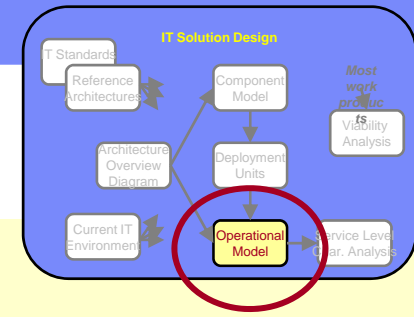 IT Solution Design
IT Standards
Reference
Architectures
Component
Model
Most
work
produc
ts
Viability
Analysis
Architecture
Overview
Diagram
Deployment
Units
Current IT
Environment
Operational
Model
Service Level
Char. Analysis